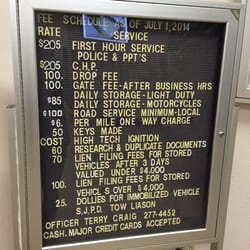 FEE SCHEDULE AS OF JULY 1, 2014
RATE SERVICE
$205 FIRST HOUR SERVICE
POLICE & PPT'S
$205 C.H.P.
100. DROP FEE
100. GATE FEE-AFTER BUSINESS HRS
$ DAILY STORAGE-LIGHT DUTY
$85 DAILY STORAGE-MOTORCYCLES
$100 ROAD SERVICE MINIMUM-LOCAL
$6. PER MILE ONE WAY CHARGE
50 KEYS MADE
COST HIGH TECH IGNITION
60 RESEARCH & DUPLICATE DOCUMENTS
70 LIEN FILING FEES FOR STORED
VEHICLES AFTER 3 DAYS
VALUED UNDER $4,000
100. LIEN FILING FEES FOR STORED
VEHICL S OVER $4,000
25. DOLLIES FOR IMMOBILIZED VEHICLE
S.J.P.D. TOW LIASON
OFFICER TERRY CRAIG 277-4452
CASH, MAJOR CREDIT CARDS ACCEPTED